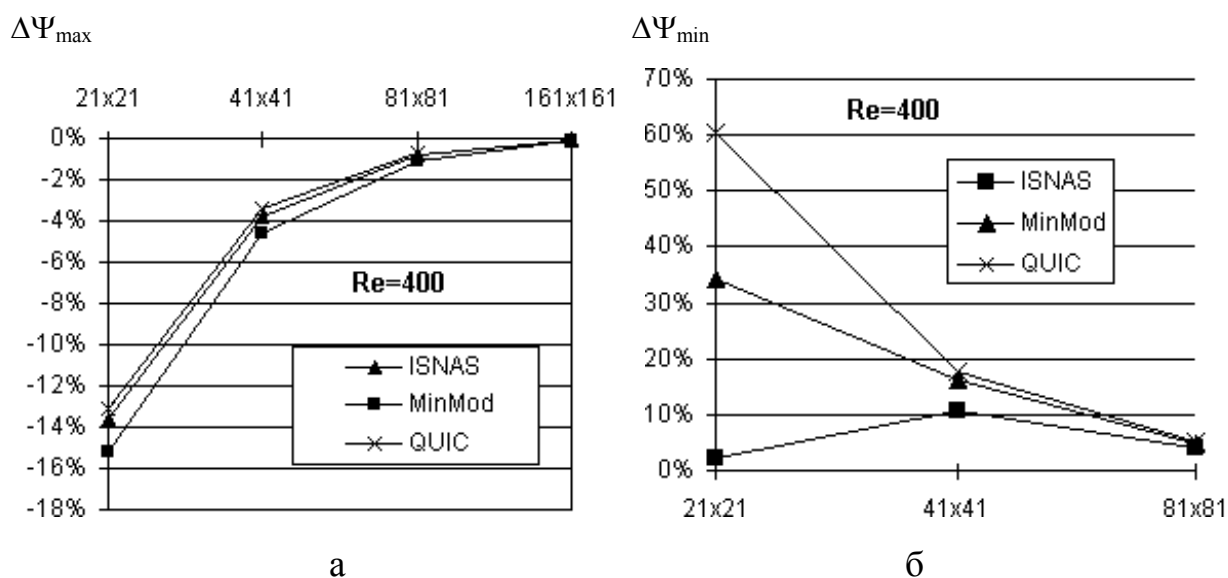 ΔΨmax
21x21 41x41 81x81 161x161
0%
-2%
-4%
-6%
-8%
-10%
-12%
-14%
-16%
-18%
Re=400
ISNAS
MinMod
QUIC
а
ΔΨmin
70%
60%
50%
40%
30%
20%
10%
0%
Re=400
ISNAS
MinMod
QUIC
21x21 41x41 81x81
б